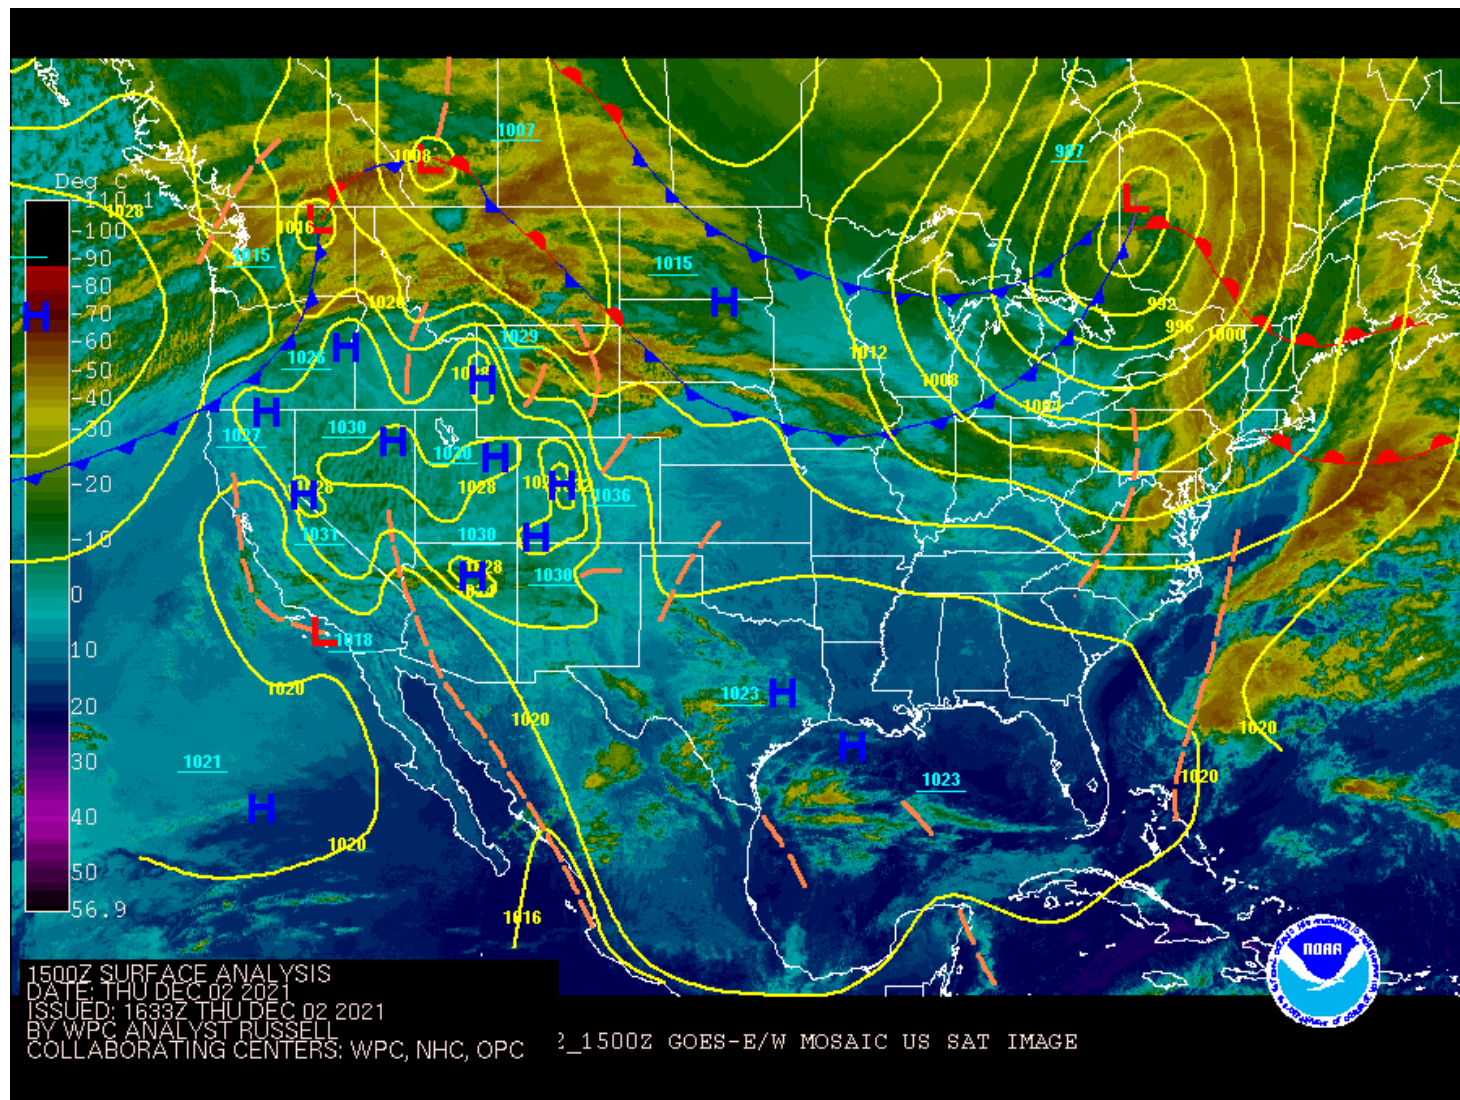 1007
1008
987
Deg C
110.1
1028
-100
1016
1015
-90
1015
-80
-70
1020
992
996
1000
-60
1029
1026
1012
-50
1028
1008
-40
1004
-30
1027
1030
1030
-20
1028
1028
1036
1031
1030
-10
1028
1030
0
10
1018
1020
1023
20
1020
1020
1021
30
1023
1020
40
1020
50
56.9
1016
H
H
H
H
H
H
H
H
H
H
H
H
H
H
L
L
L
L
NOAA
1500Z SURFACE ANALYSIS
DATE: THU DEC 02 2021
ISSUED: 1633Z THU DEC 02 2021
BY WPC ANALYST RUSSELL
COLLABORATING CENTERS: WPC, NHC, OPC
2_1500Z GOES-E/W MOSAIC US SAT IMAGE